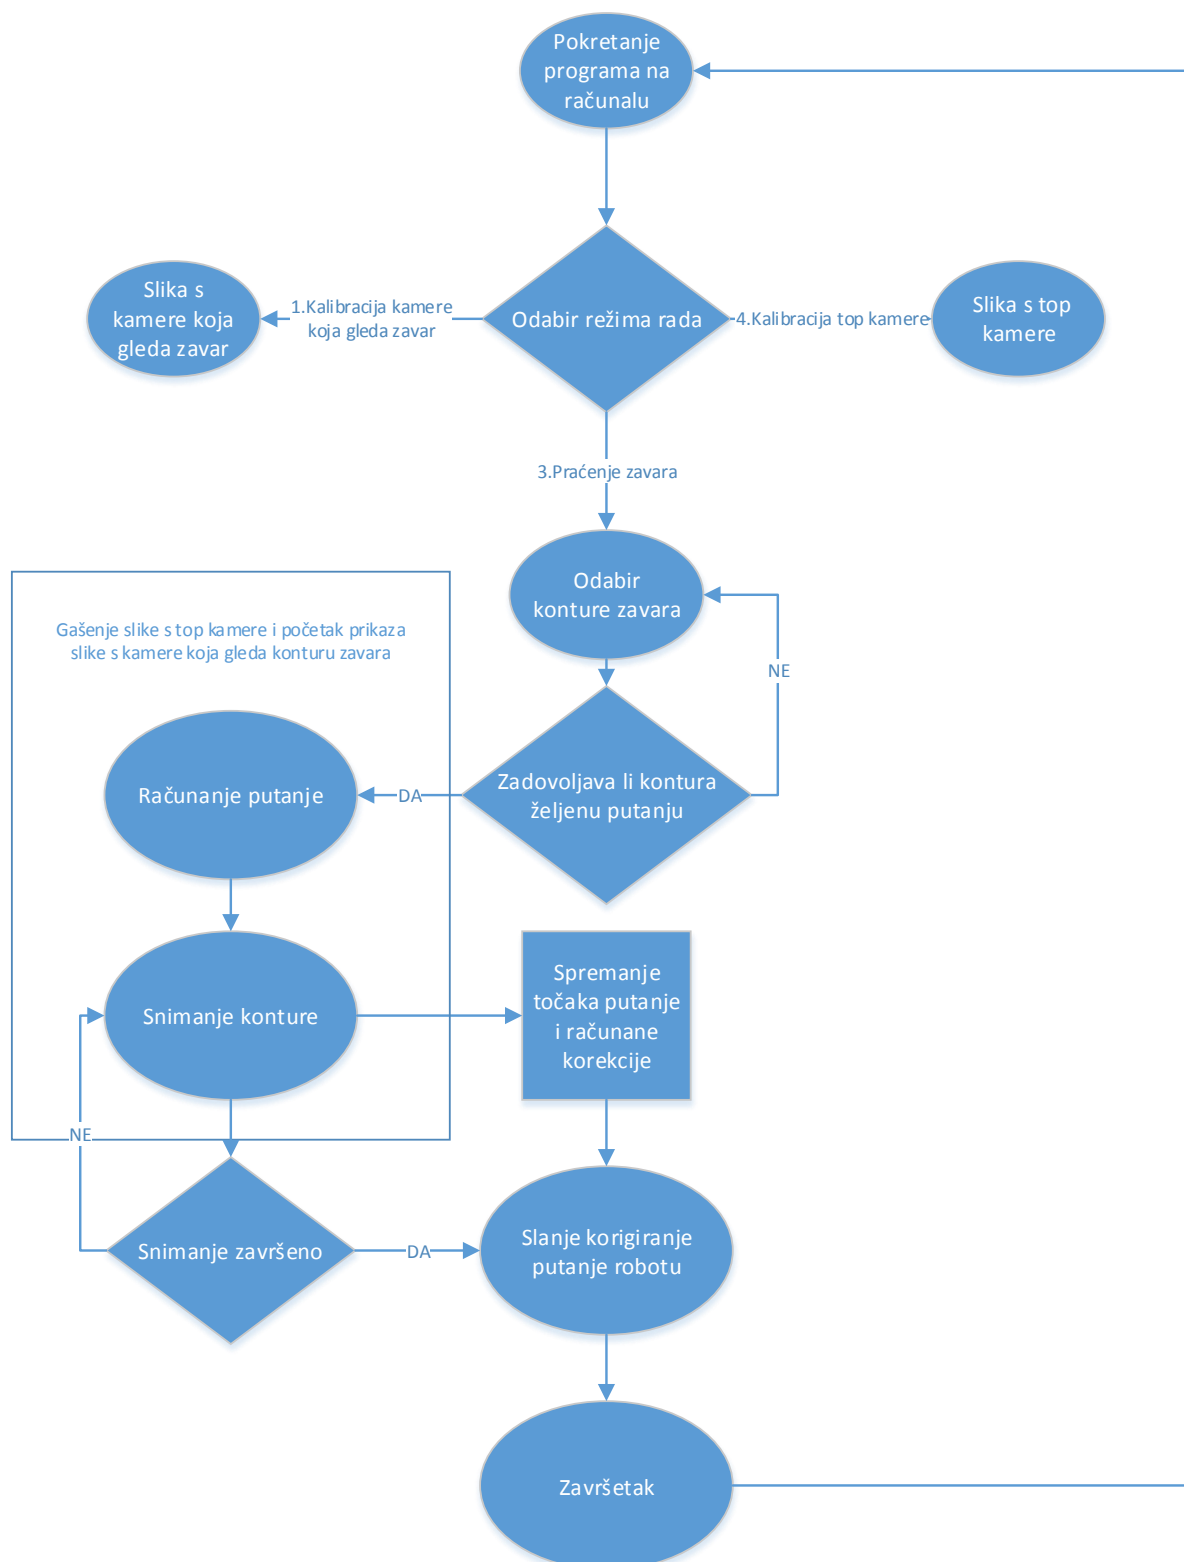 Pokretanje
programa na
računalu
Slika s
kamere koja
gleda zavar
1.Kalibracija kamere
koja gleda zavar
Odabir režima rada
4.Kalibracija top kamere
Slika s top
kamere
3.Praćenje zavara
Odabir
konture zavara
Gašenje slike s top kamere i početak prikaza
slike s kamere koja gleda konturu zavara
NE
Računanje putanje
DA
Zadovoljava li kontura
željenu putanju
Snimanje konture
Spremanje
točaka putanje
i računane
korekcije
NE
Snimanje završeno
DA
Slanje korigiranje
putanje robotu
Završetak